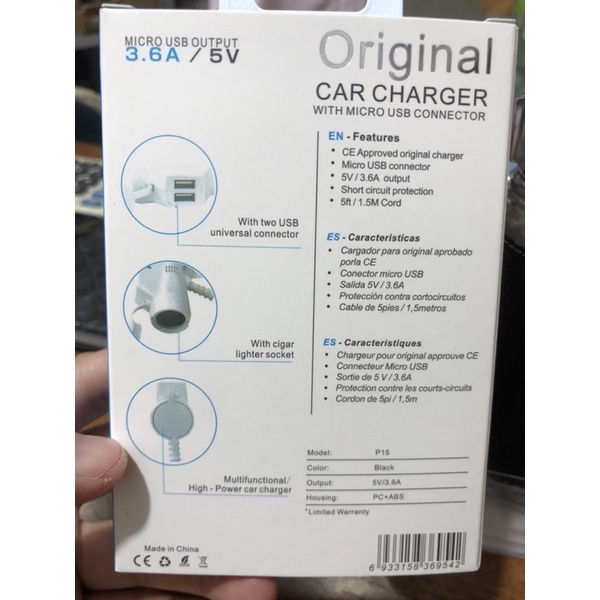 MICRO USB OUTPUT
3.6A / 5V
Original
CAR CHARGER
WITH MICRO USB CONNECTOR
EN - Features
• CE Approved original charger
• Micro USB connector
• 5V / 3.6A output
• Short circuit protection
• 5ft / 1.5M Cord
With two USB
universal connector
ES - Caracteristicas
• Cargador para original aprobado
porla CE
• Conector micro USB
• Salida 5V / 3.6A
• Protección contra cortocircuitos
• Cable de 5pies / 1,5metros
With cigar
lighter socket
ES - Caractéristiques
• Chargeur pour original approuve CE
• Connecteur Micro USB
• Sortie de 5 V / 3.6A
• Protection contre les courts-circuits
• Cordon de 5pi / 1,5m
Multifunctional/
High - Power car charger
Model: P15
Color: Black
Output: 5V/3.6A
Housing: PC+ABS
*Limited Warranty
Made in China
CE
6 933158 369542